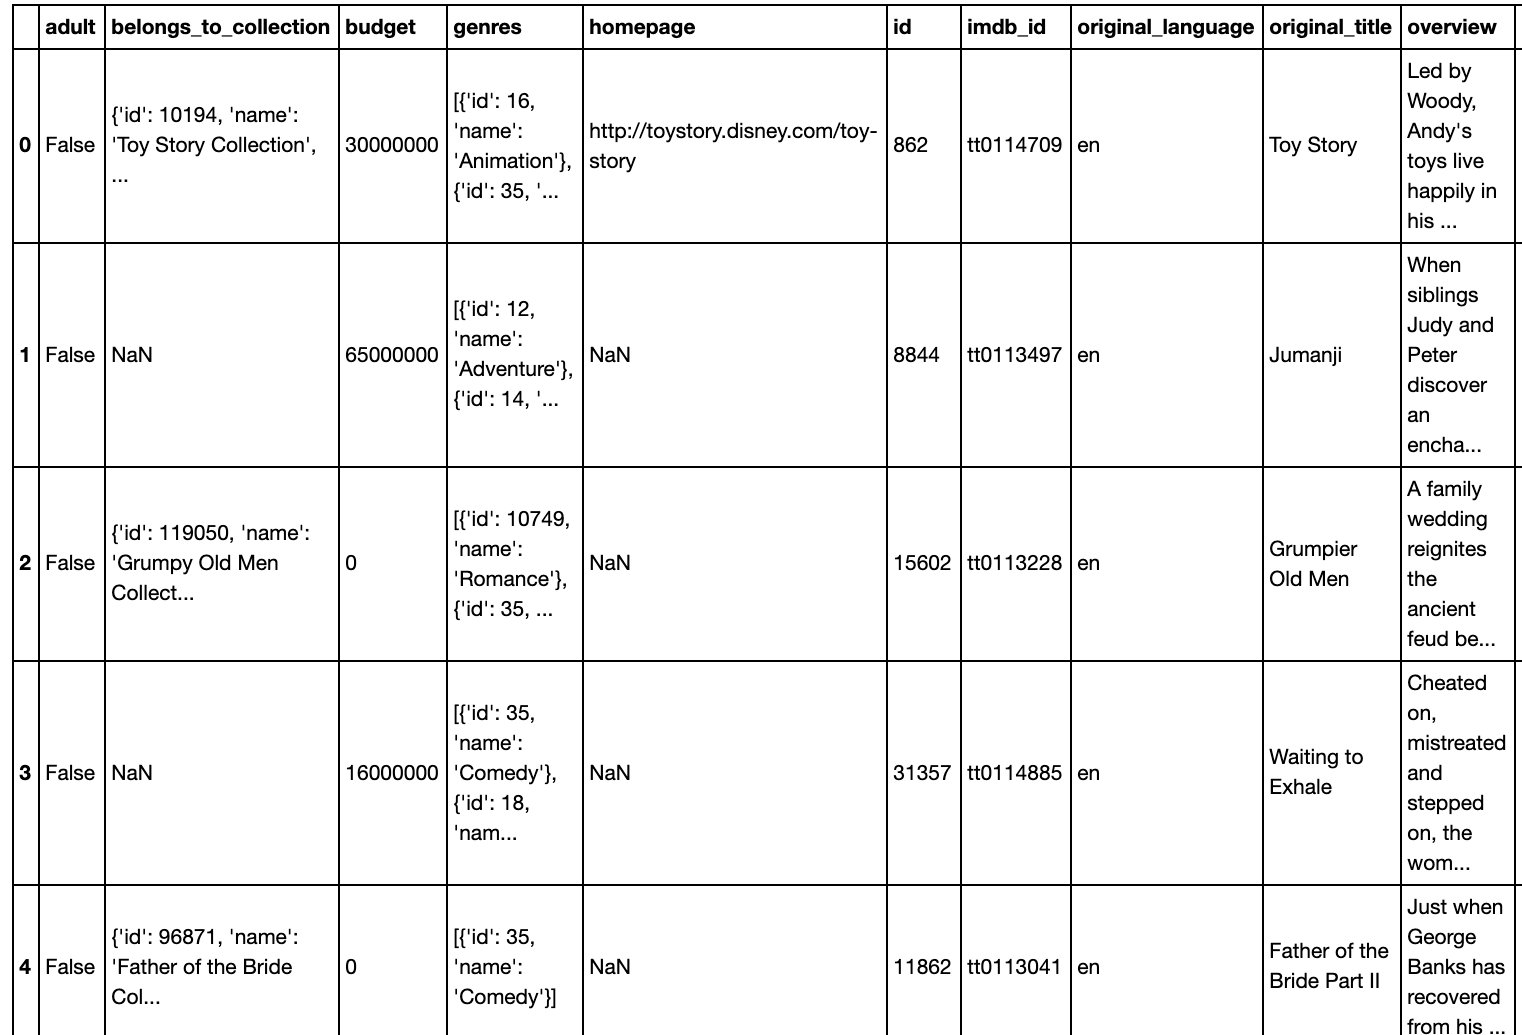 adult belongs_to_collection budget genres homepage id imdb_id original_language original_title overview
0 False {'id': 10194, 'name': 'Toy Story Collection', ... 30000000 [{'id': 16, 'name': 'Animation'}, {'id': 35, '... http://toystory.disney.com/toy-story 862 tt0114709 en Toy Story Led by Woody, Andy's toys live happily in his ...
1 False NaN 65000000 [{'id': 12, 'name': 'Adventure'}, {'id': 14, '... NaN 8844 tt0113497 en Jumanji When siblings Judy and Peter discover an encha...
2 False {'id': 119050, 'name': 'Grumpy Old Men Collect... 0 [{'id': 10749, 'name': 'Romance'}, {'id': 35, ... NaN 15602 tt0113228 en Grumpier Old Men A family wedding reignites the ancient feud be...
3 False NaN 16000000 [{'id': 35, 'name': 'Comedy'}, {'id': 18, 'nam... NaN 31357 tt0114885 en Waiting to Exhale Cheated on, mistreated and stepped on, the wom...
4 False {'id': 96871, 'name': 'Father of the Bride Col... 0 [{'id': 35, 'name': 'Comedy'}] NaN 11862 tt0113041 en Father of the Bride Part II Just when George Banks has recovered from his ...